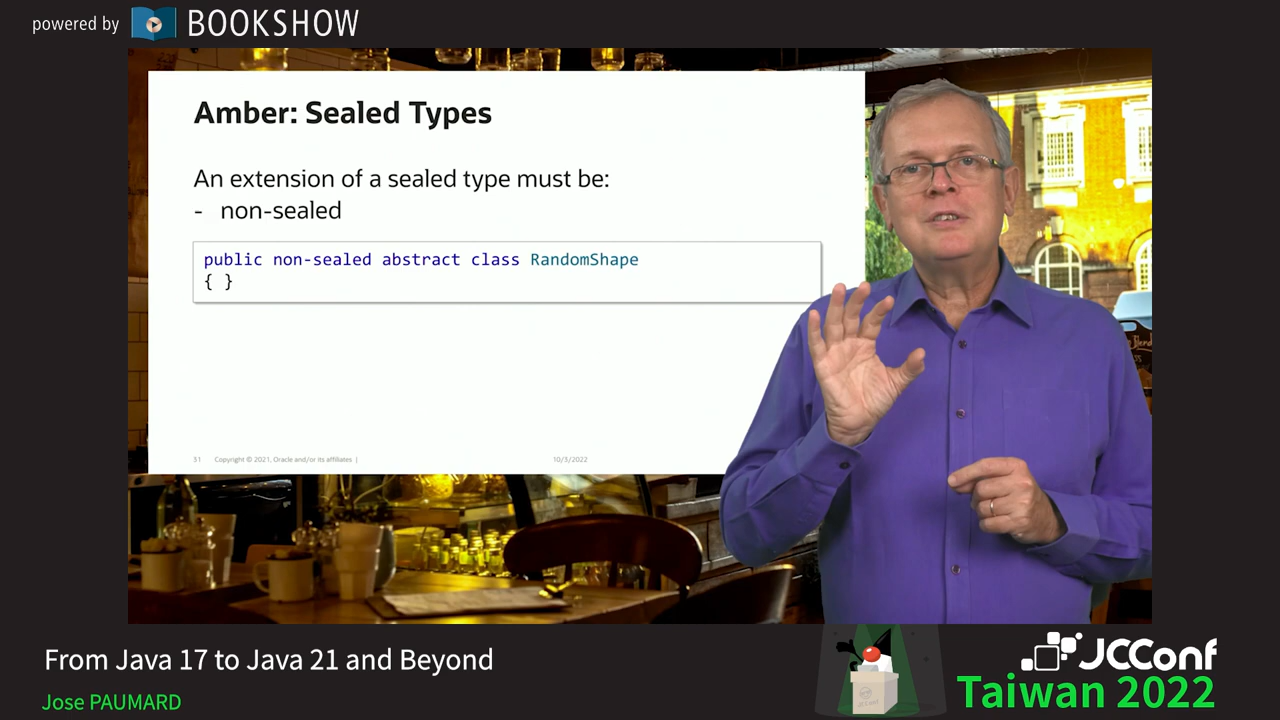 powered by BOOKSHOW
Amber: Sealed Types
An extension of a sealed type must be:
- non-sealed
public non-sealed abstract class RandomShape
{ }
31 Copyright © 2021, Oracle and/or its affiliates |
10/3/2022
From Java 17 to Java 21 and Beyond
Jose PAUMARD
JCConf
Taiwan 2022